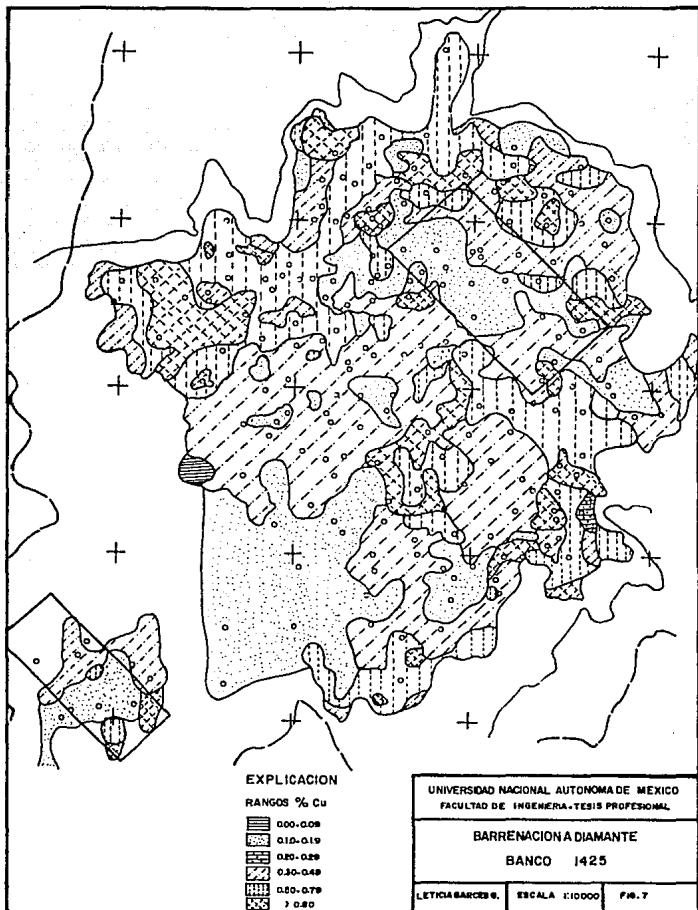 EXPLICACION
RANGOS % Cu
0.00-0.09
0.10-0.19
0.20-0.29
0.30-0.49
0.50-0.79
> 0.80
UNIVERSIDAD NACIONAL AUTONOMA DE MEXICO
FACULTAD DE INGENIERIA-TESIS PROFESIONAL
BARRENACION A DIAMANTE
BANCO 1425
LETICIA GARCES G.
ESCALA 1:10000
FIG. 7